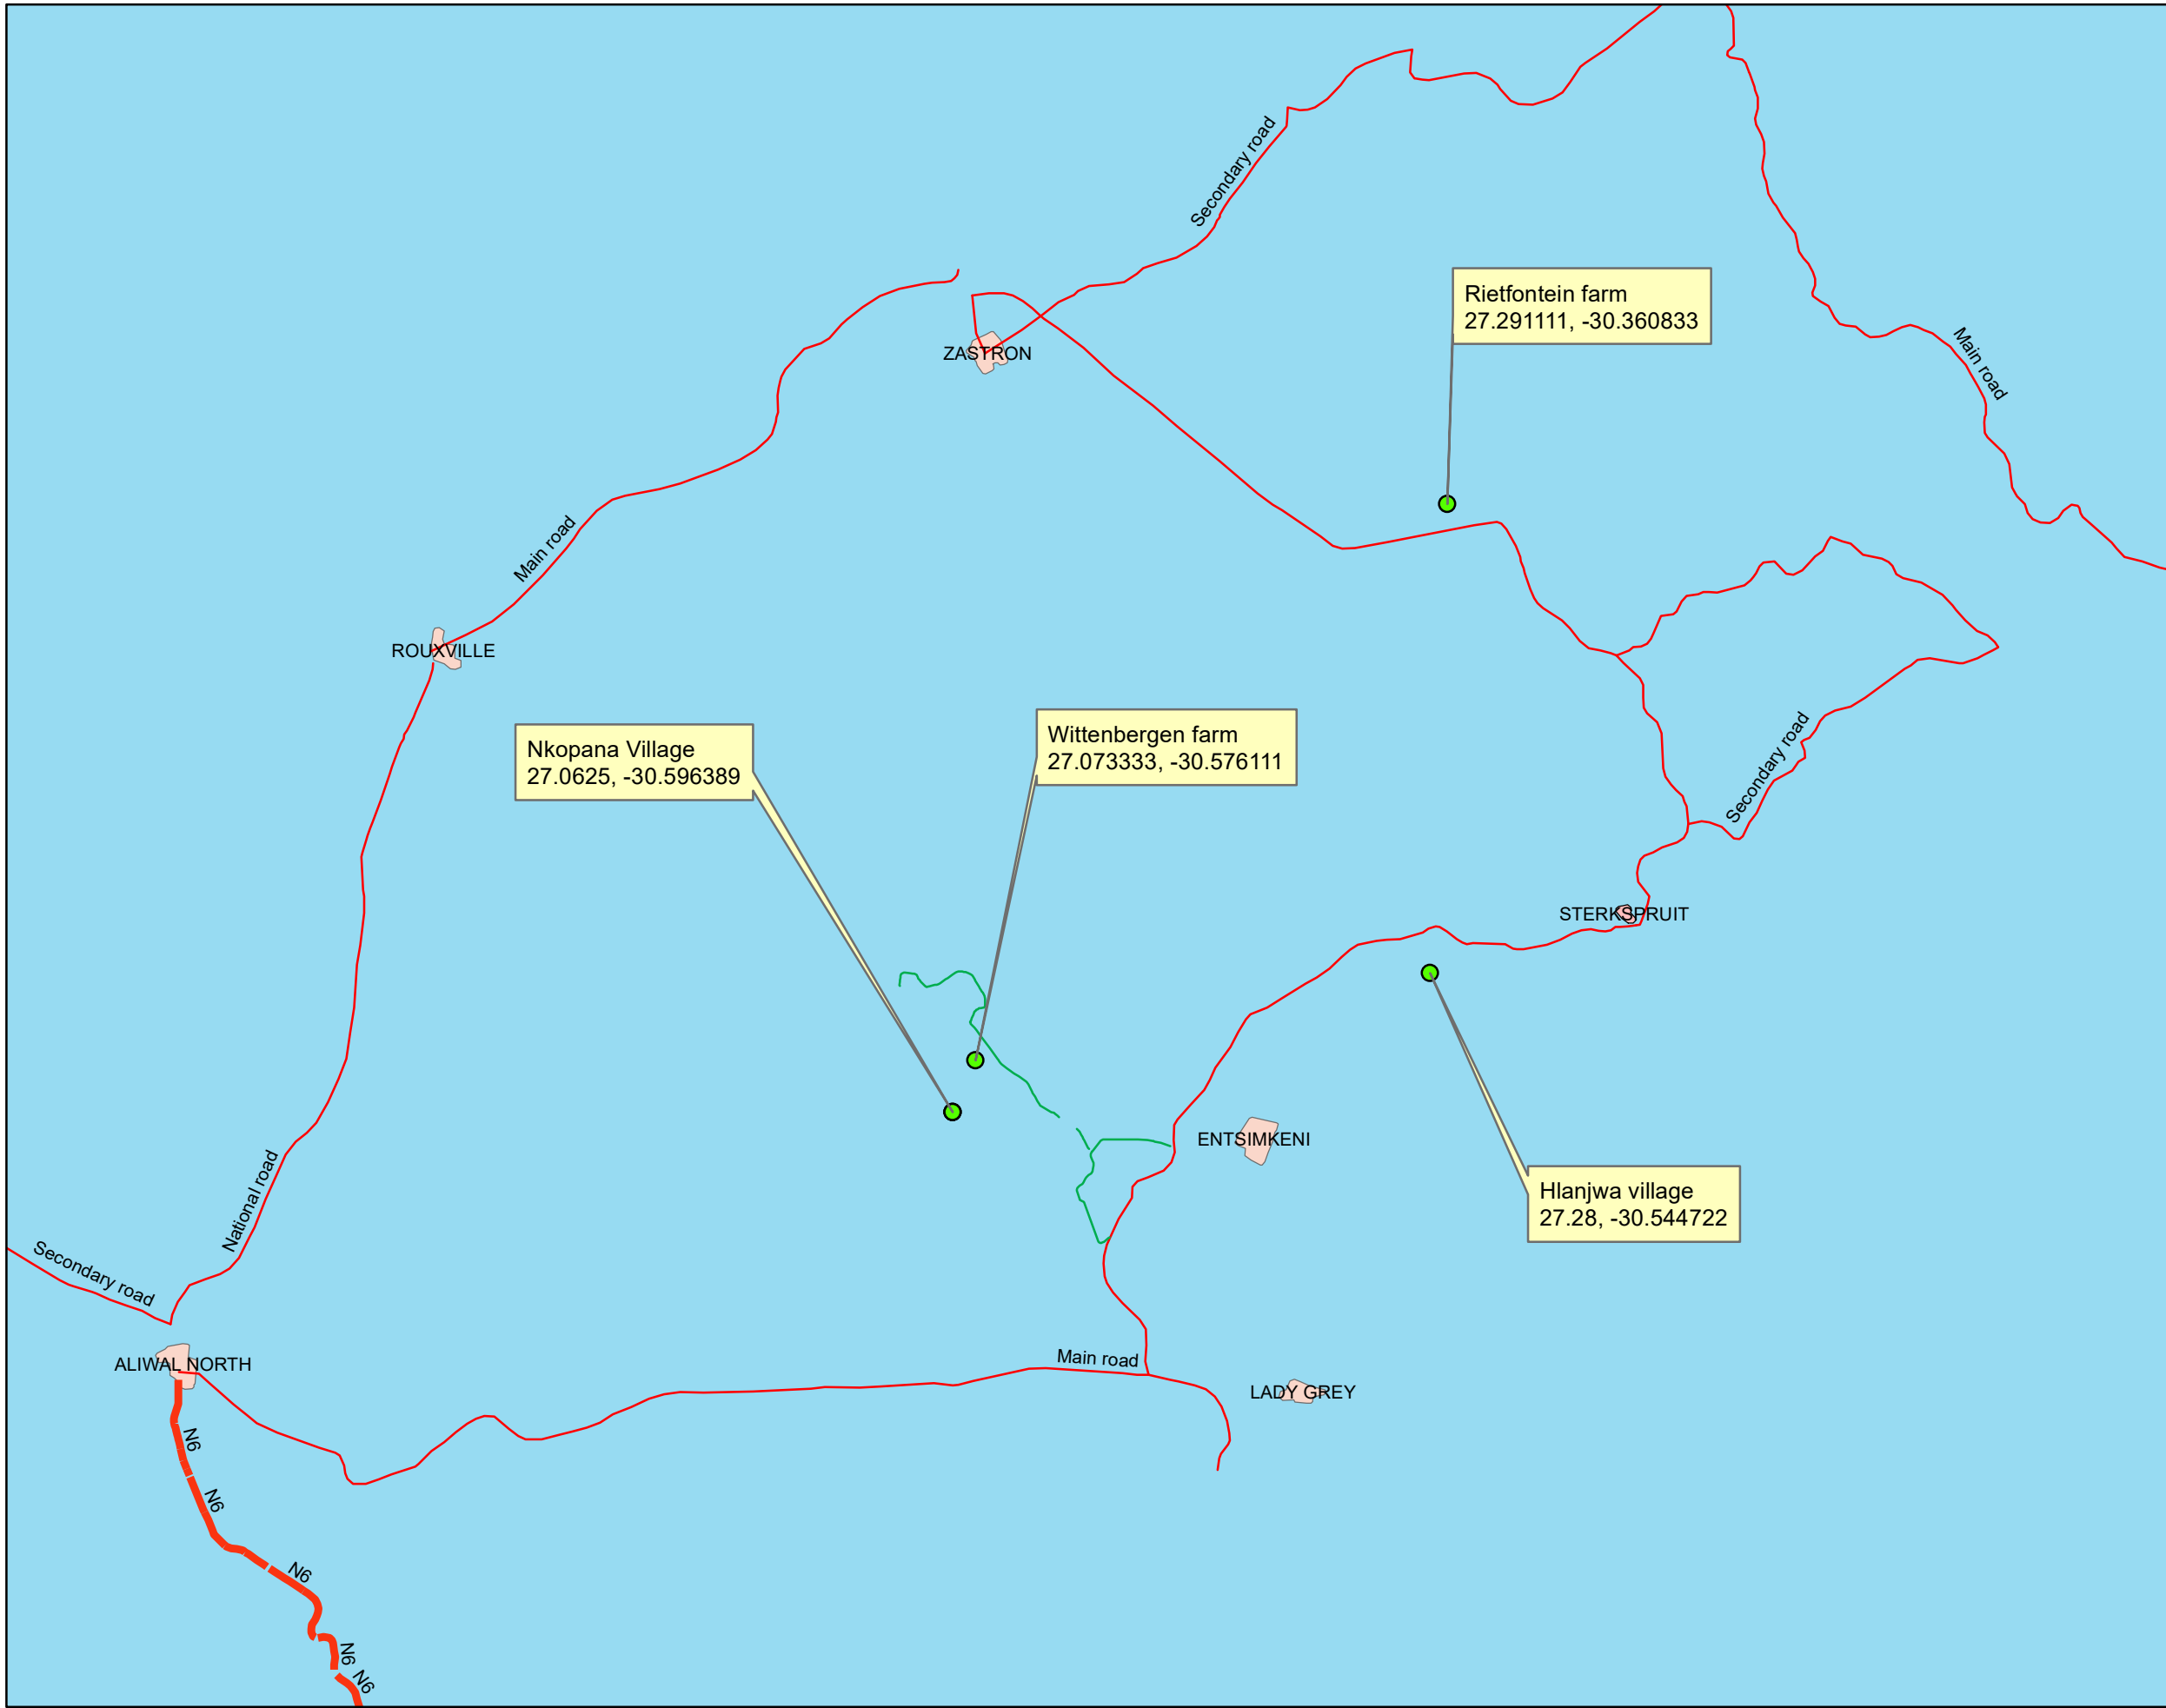 Secondary road
Rietfontein farm
27.291111, -30.360833
ZASTRON
Main road
Main road
ROUXVILLE
Wittenbergen farm
27.073333, -30.576111
Nkopana Village
27.0625, -30.596389
Secondary road
STERKSPRUIT
ENTSIMKENI
Hlanjwa village
27.28, -30.544722
National road
Secondary road
Main road
ALIWAL NORTH
LADY GREY
N6
N6
N6
N6
N6